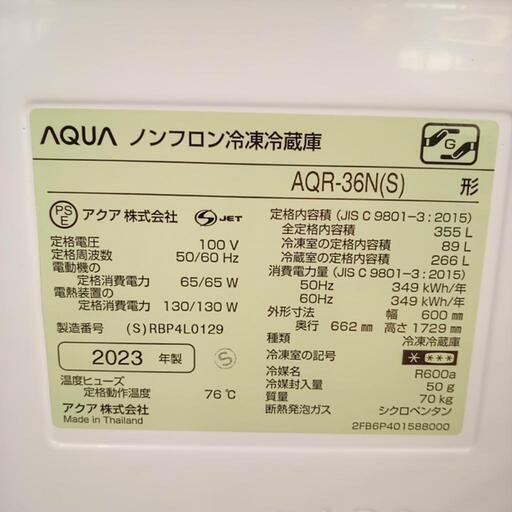 AQUA ノンフロン冷凍冷蔵庫
G
AQR-36N(S) 形
PS
E
アクア株式会社
S JET
定格電圧 100 V
定格周波数 50/60 Hz
電動機の
定格消費電力 65/65 W
電熱装置の
定格消費電力 130/130 W
製造番号 (S)RBP4L0129
2023 年製
S
温度ヒューズ
定格動作温度 76℃
アクア株式会社
Made in Thailand
定格内容積 (JIS C 9801-3:2015)
全定格内容積 355 L
冷凍室の定格内容積 89 L
冷蔵室の定格内容積 266 L
消費電力量 (JIS C 9801-3:2015)
50Hz 349 kWh/年
60Hz 349 kWh/年
外形寸法 幅 600 mm
奥行 662 mm 高さ 1729 mm
種類 冷凍冷蔵庫
冷凍室の記号 ****
冷媒名 R600a
冷媒封入量 50 g
質量 70 kg
断熱発泡ガス シクロペンタン
2FB6P401588000